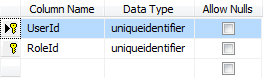 Column Name Data Type Allow Nulls
UserId uniqueidentifier
RoleId uniqueidentifier